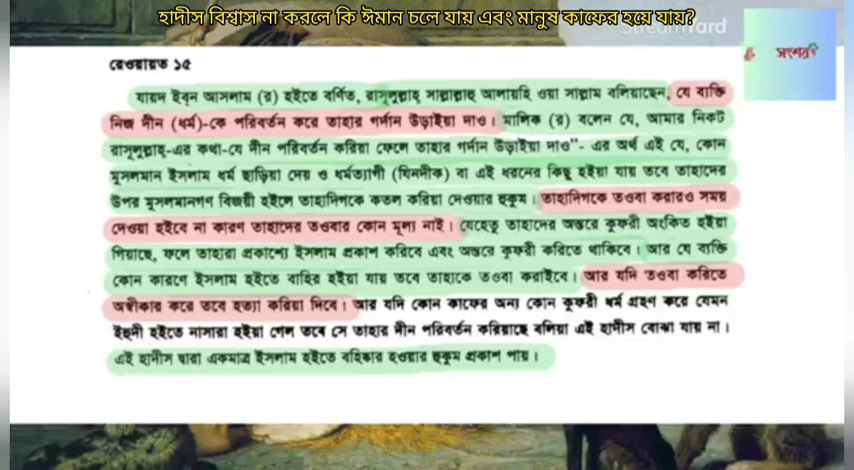 হাদীস বিশ্বাস না করলে কি ঈমান চলে যায় এবং মানুষ কাফের হয়ে যায়?
StreamYard
সংশয়
রেওয়ায়ত ১৫
যায়দ ইবন আসলাম (র) হইতে বর্ণিত, রাসূলুল্লাহ্ সাল্লাল্লাহু আলায়হি ওয়া সাল্লাম বলিয়াছেন, যে ব্যক্তি
নিজ দীন (ধর্ম)-কে পরিবর্তন করে তাহার গর্দান উড়াইয়া দাও। মালিক (র) বলেন যে, আমার নিকট
রাসূলুল্লাহ্-এর কথা-যে দীন পরিবর্তন করিয়া ফেলে তাহার গর্দান উড়াইয়া দাও"- এর অর্থ এই যে, কোন
মুসলমান ইসলাম ধর্ম ছাড়িয়া দেয় ও ধর্মত্যাগী (যিনদীক) বা এই ধরনের কিছু হইয়া যায় তবে তাহাদের
উপর মুসলমানগণ বিজয়ী হইলে তাহাদিগকে কতল করিয়া দেওয়ার হুকুম। তাহাদিগকে তওবা করারও সময়
দেওয়া হইবে না কারণ তাহাদের তওবার কোন মূল্য নাই। যেহেতু তাহাদের অন্তরে কুফরী অংকিত হইয়া
গিয়াছে, ফলে তাহারা প্রকাশ্যে ইসলাম প্রকাশ করিবে এবং অন্তরে কুফরী করিতে থাকিবে। আর যে ব্যক্তি
কোন কারণে ইসলাম হইতে বাহির হইয়া যায় তবে তাহাকে তওবা করাইবে। আর যদি তওবা করিতে
অস্বীকার করে তবে হত্যা করিয়া দিবে। আর যদি কোন কাফের অন্য কোন কুফরী ধর্ম গ্রহণ করে যেমন
ইহুদী হইতে নাসারা হইয়া গেল তবে সে তাহার দীন পরিবর্তন করিয়াছে বলিয়া এই হাদীস বোঝা যায় না।
এই হাদীস দ্বারা একমাত্র ইসলাম হইতে বহিষ্কার হওয়ার হুকুম প্রকাশ পায়।